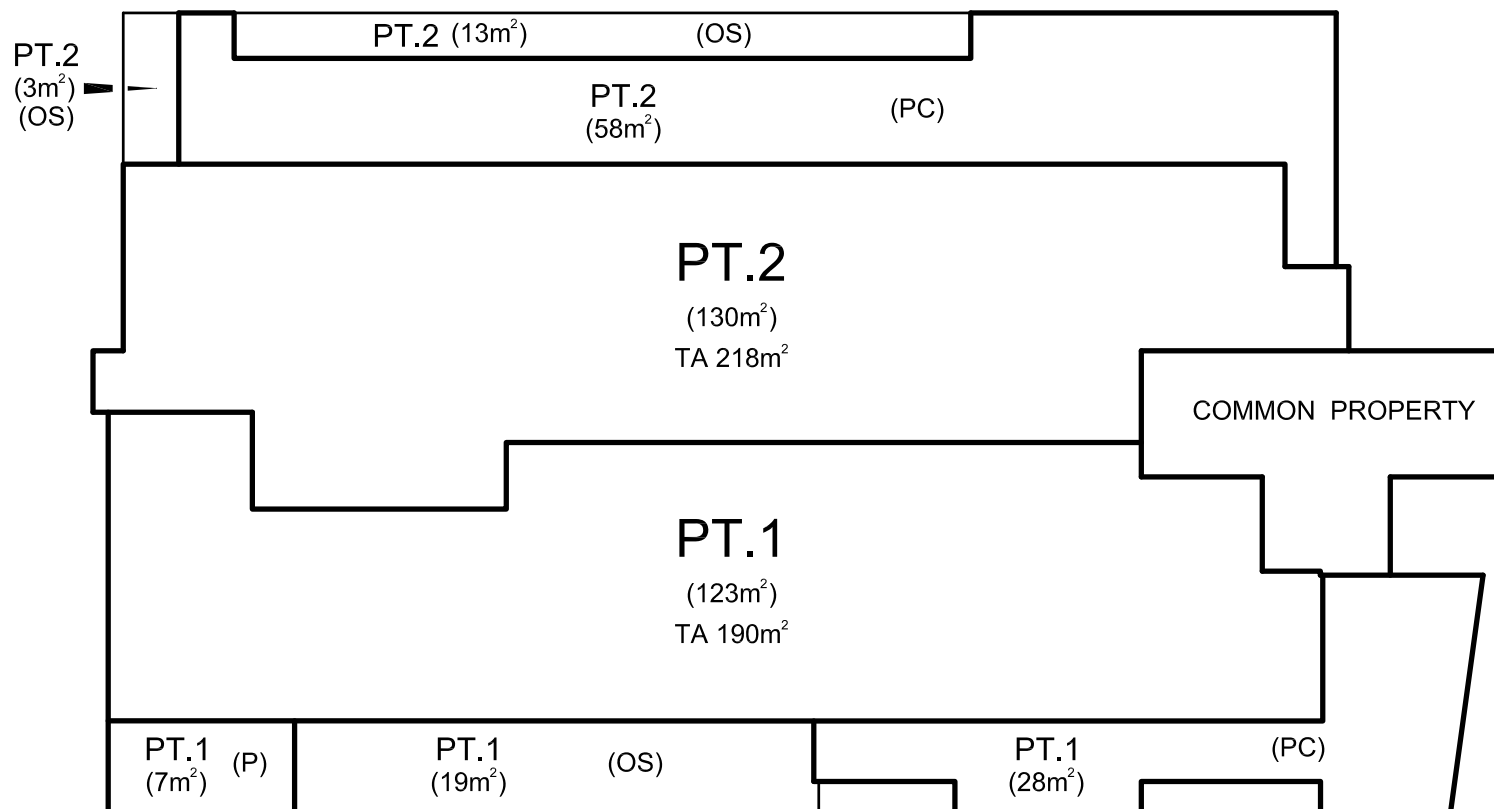 PT.2 (13m²) (OS)
PT.2
(3m²)
(OS)
PT.2 (PC)
(58m²)
PT.2
(130m²)
TA 218m²
COMMON PROPERTY
PT.1
(123m²)
TA 190m²
PT.1 (P)
(7m²)
PT.1 (OS)
(19m²)
PT.1 (PC)
(28m²)